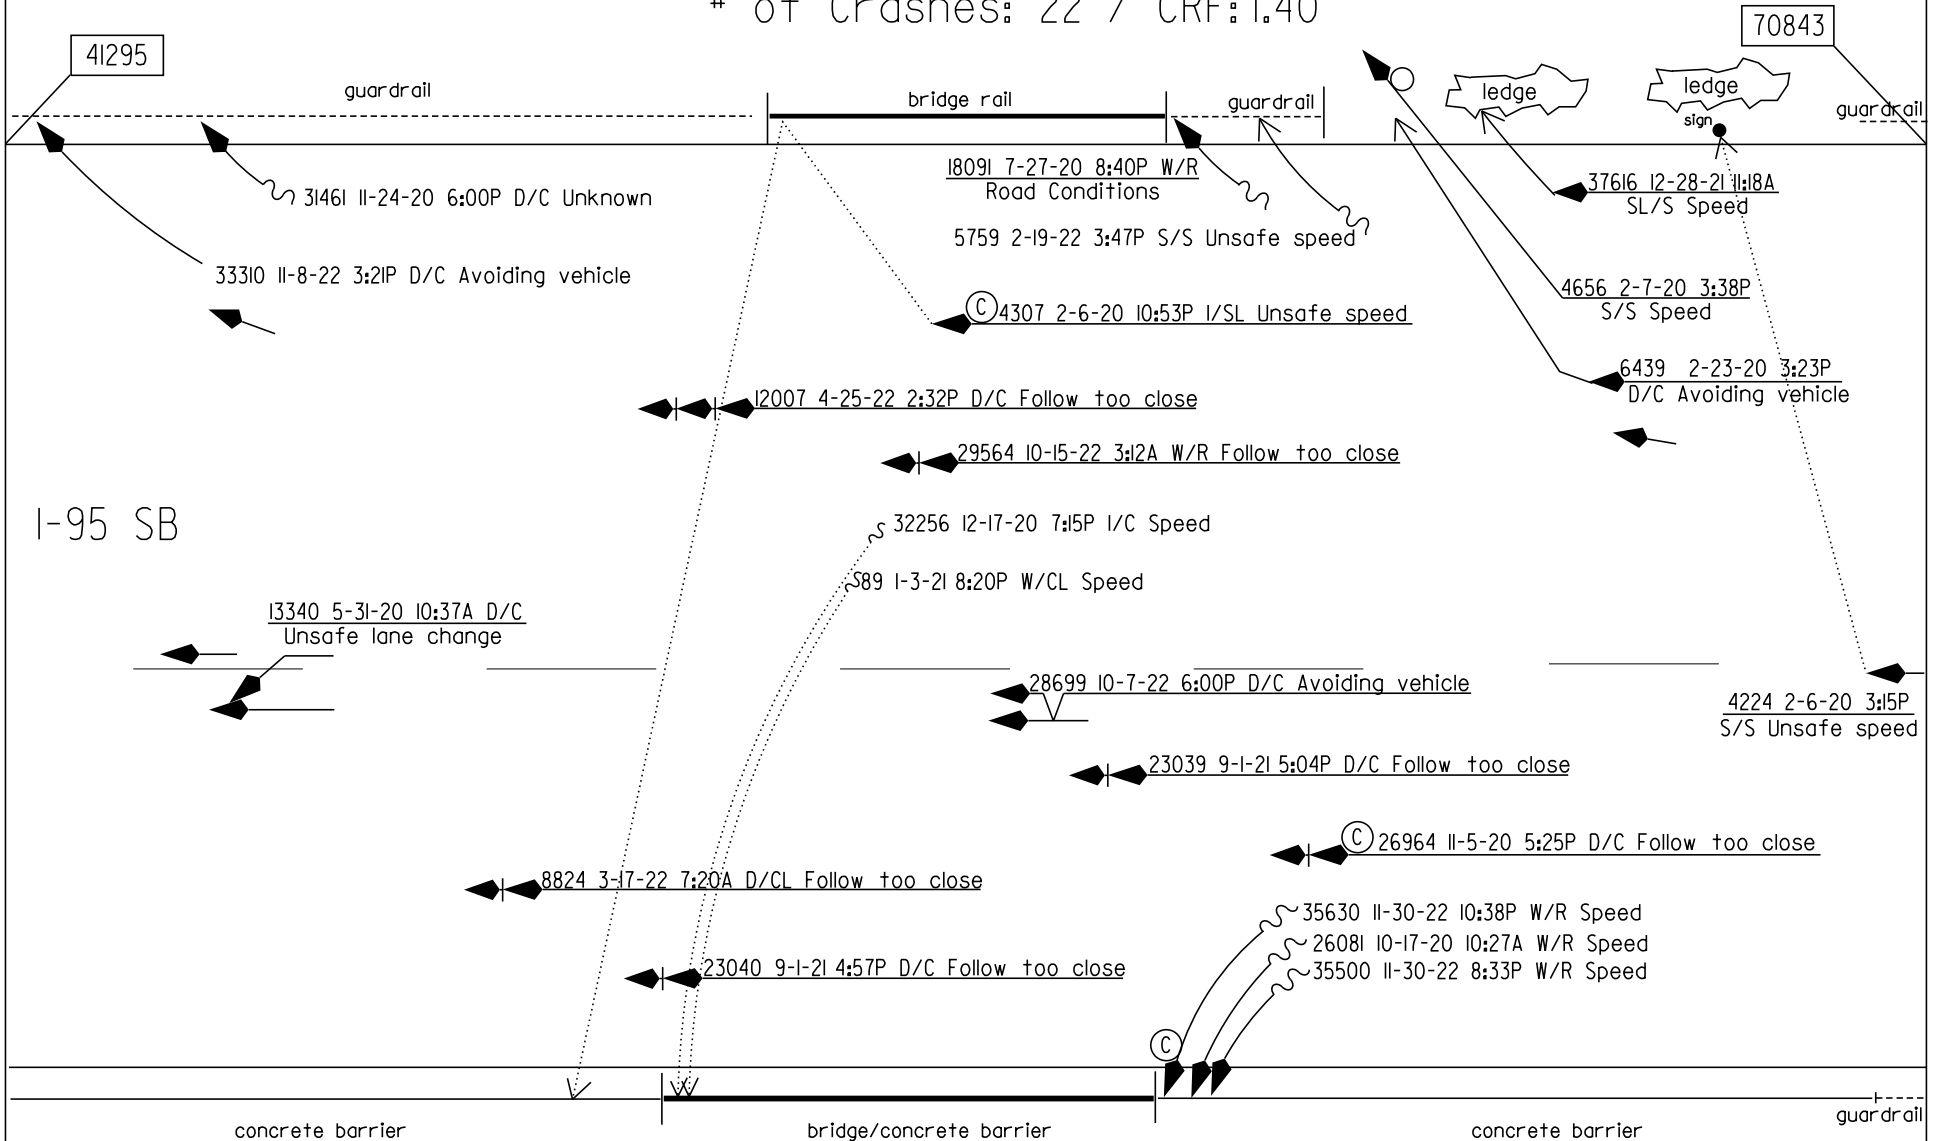 # of Crashes: 22 / CRF: 1.40
41295
70843
guardrail
bridge rail
guardrail
ledge
ledge
guardrail
sign
18091 7-27-20 8:40P W/R
Road Conditions
37616 12-28-21 11:18A
SL/S Speed
31461 11-24-20 6:00P D/C Unknown
5759 2-19-22 3:47P S/S Unsafe speed
33310 11-8-22 3:21P D/C Avoiding vehicle
4656 2-7-20 3:38P
S/S Speed
C 4307 2-6-20 10:53P I/SL Unsafe speed
6439 2-23-20 3:23P
D/C Avoiding vehicle
12007 4-25-22 2:32P D/C Follow too close
29564 10-15-22 3:12A W/R Follow too close
I-95 SB
32256 12-17-20 7:15P I/C Speed
89 1-3-21 8:20P W/CL Speed
13340 5-31-20 10:37A D/C
Unsafe lane change
28699 10-7-22 6:00P D/C Avoiding vehicle
4224 2-6-20 3:15P
S/S Unsafe speed
23039 9-1-21 5:04P D/C Follow too close
C 26964 11-5-20 5:25P D/C Follow too close
8824 3-17-22 7:20A D/CL Follow too close
35630 11-30-22 10:38P W/R Speed
26081 10-17-20 10:27A W/R Speed
23040 9-1-21 4:57P D/C Follow too close
35500 11-30-22 8:33P W/R Speed
C
guardrail
concrete barrier
bridge/concrete barrier
concrete barrier